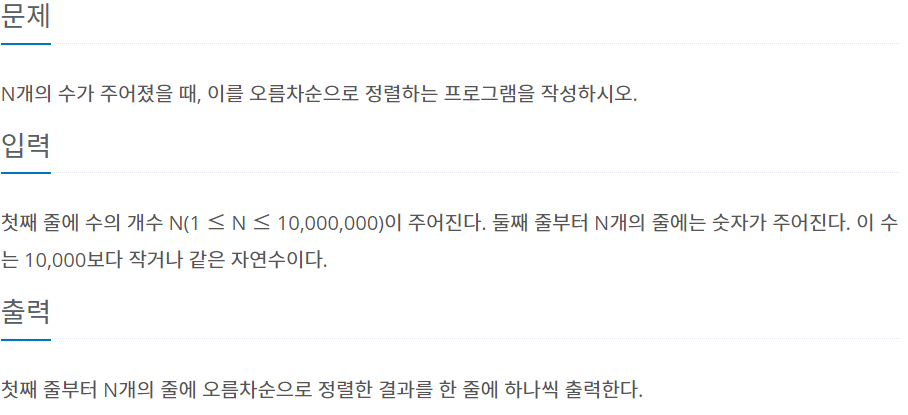 문제
N개의 수가 주어졌을 때, 이를 오름차순으로 정렬하는 프로그램을 작성하시오.
입력
첫째 줄에 수의 개수 N(1 ≤ N ≤ 10,000,000)이 주어진다. 둘째 줄부터 N개의 줄에는 숫자가 주어진다. 이 수
는 10,000보다 작거나 같은 자연수이다.
출력
첫째 줄부터 N개의 줄에 오름차순으로 정렬한 결과를 한 줄에 하나씩 출력한다.